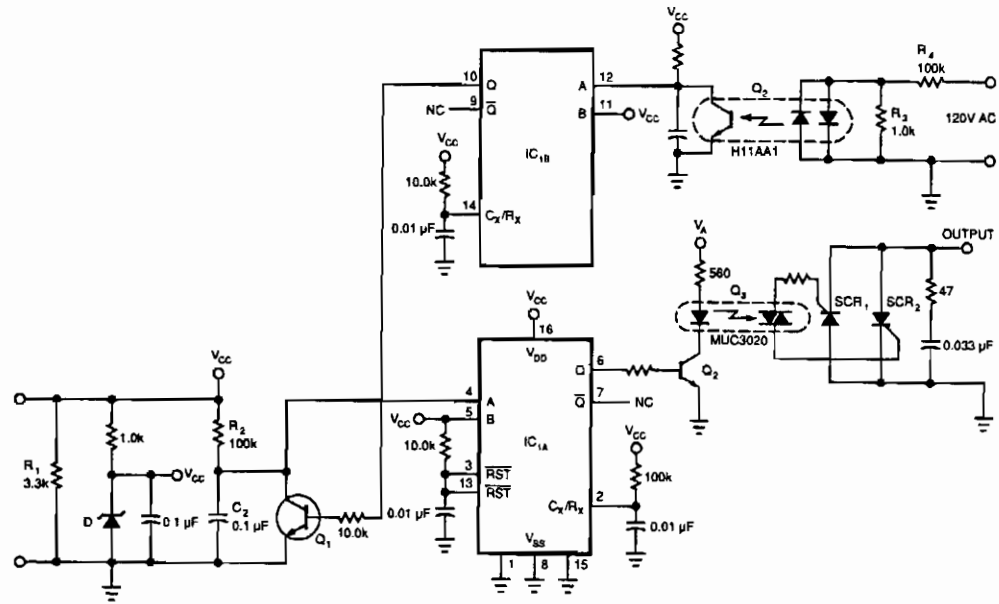 VCC
R4
100k
10
Q
A
12
Q2
NC
9
Q
B
11
VCC
R3
1.0k
120V AC
H11AA1
VCC
IC1B
10.0k
14
CX/RX
0.01 µF
VA
OUTPUT
560
Q3
SCR1
SCR2
47
MUC3020
0.033 µF
VCC
16
VDD
6
Q
Q2
VCC
4
A
7
Q
NC
VCC
5
B
IC1A
R2
100k
1.0k
10.0k
VCC
100k
R1
3.3k
VCC
3
RST
13
RST
2
CX/RX
D
0.1 µF
C2
0.1 µF
Q1
10.0k
0.01 µF
0.01 µF
VSS
1
8
15